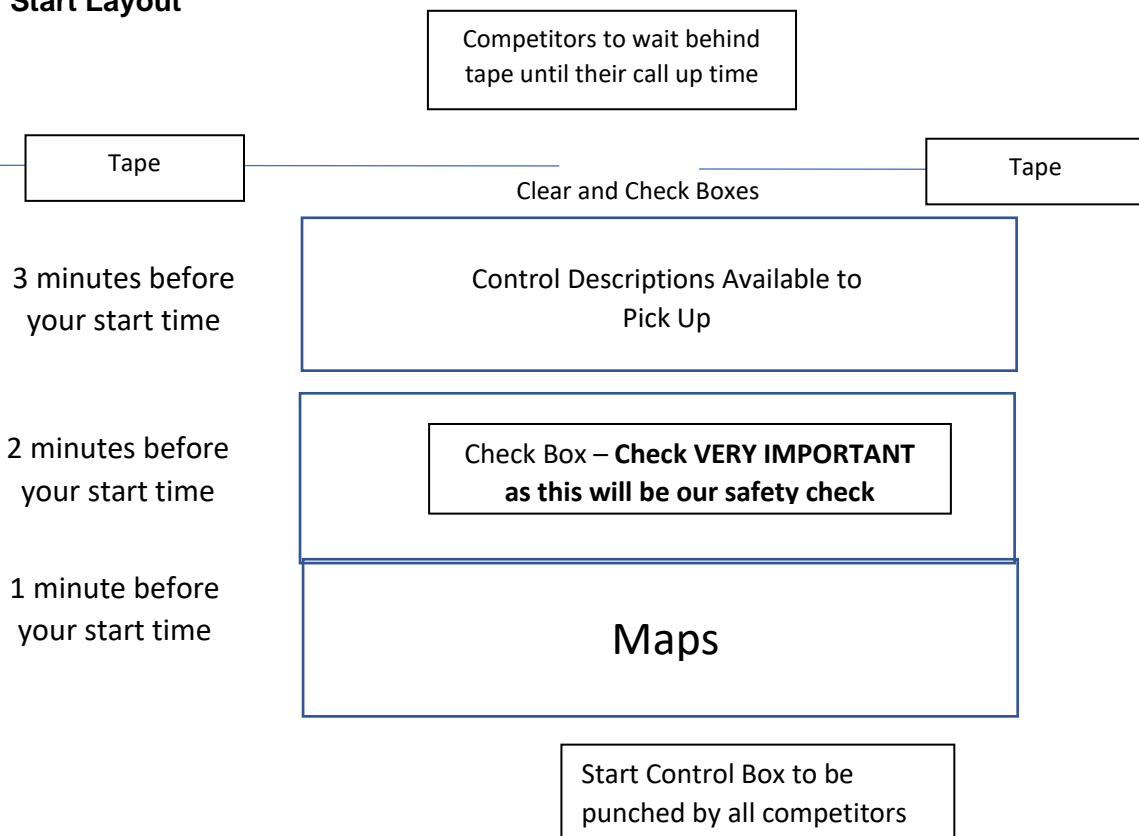 Start Layout
Competitors to wait behind
tape until their call up time
Tape
Tape
Clear and Check Boxes
3 minutes before
your start time
Control Descriptions Available to
Pick Up
2 minutes before
your start time
Check Box – Check VERY IMPORTANT
as this will be our safety check
1 minute before
your start time
Maps
Start Control Box to be
punched by all competitors